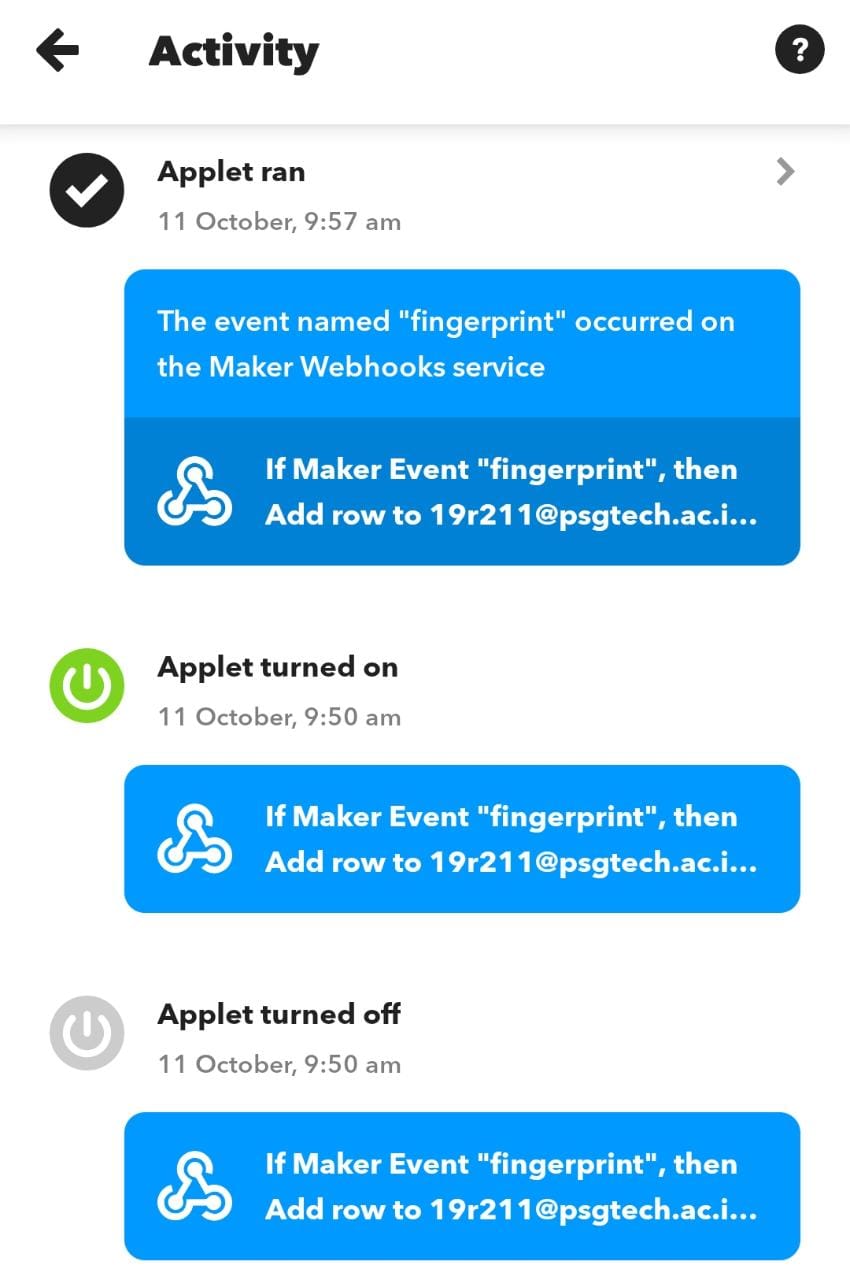 Activity
?
Applet ran
11 October, 9:57 am
The event named "fingerprint" occurred on
the Maker Webhooks service
If Maker Event "fingerprint", then
Add row to 19r211@psgtech.ac.i...
Applet turned on
11 October, 9:50 am
If Maker Event "fingerprint", then
Add row to 19r211@psgtech.ac.i...
Applet turned off
11 October, 9:50 am
If Maker Event "fingerprint", then
Add row to 19r211@psgtech.ac.i...